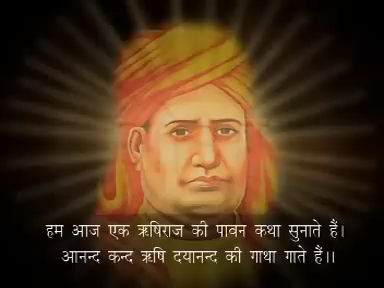 हम आज एक ऋषिराज की पावन कथा सुनाते हैं।
आनन्द कन्द ऋषि दयानन्द की गाथा गाते हैं।।